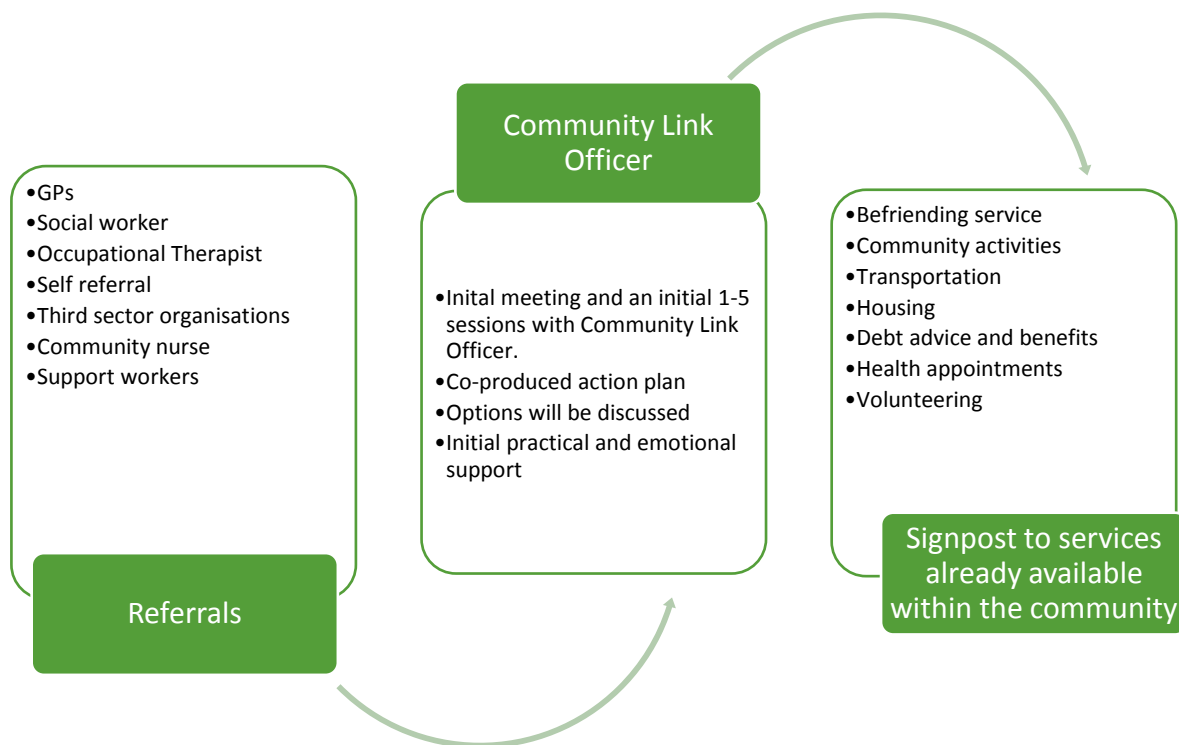 •GPs
•Social worker
•Occupational Therapist
•Self referral
•Third sector organisations
•Community nurse
•Support workers
Referrals
Community Link
Officer
•Inital meeting and an initial 1-5
sessions with Community Link
Officer.
•Co-produced action plan
•Options will be discussed
•Initial practical and emotional
support
•Befriending service
•Community activities
•Transportation
•Housing
•Debt advice and benefits
•Health appointments
•Volunteering
Signpost to services
already available
within the community